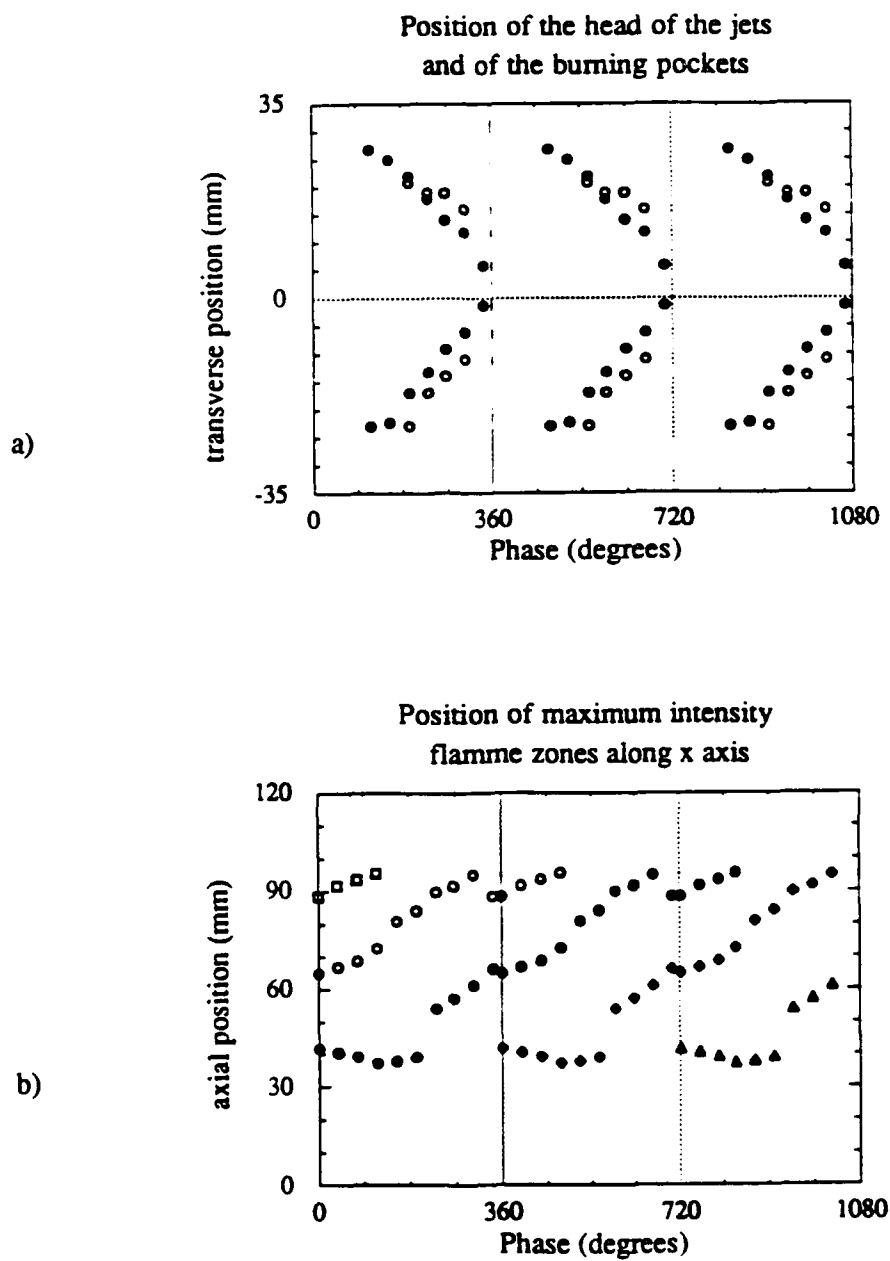 Position of the head of the jets
and of the burning pockets
35
0
-35
transverse position (mm)
0 360 720 1080
Phase (degrees)
a)
Position of maximum intensity
flamme zones along x axis
120
90
60
30
0
axial position (mm)
0 360 720 1080
Phase (degrees)
b)